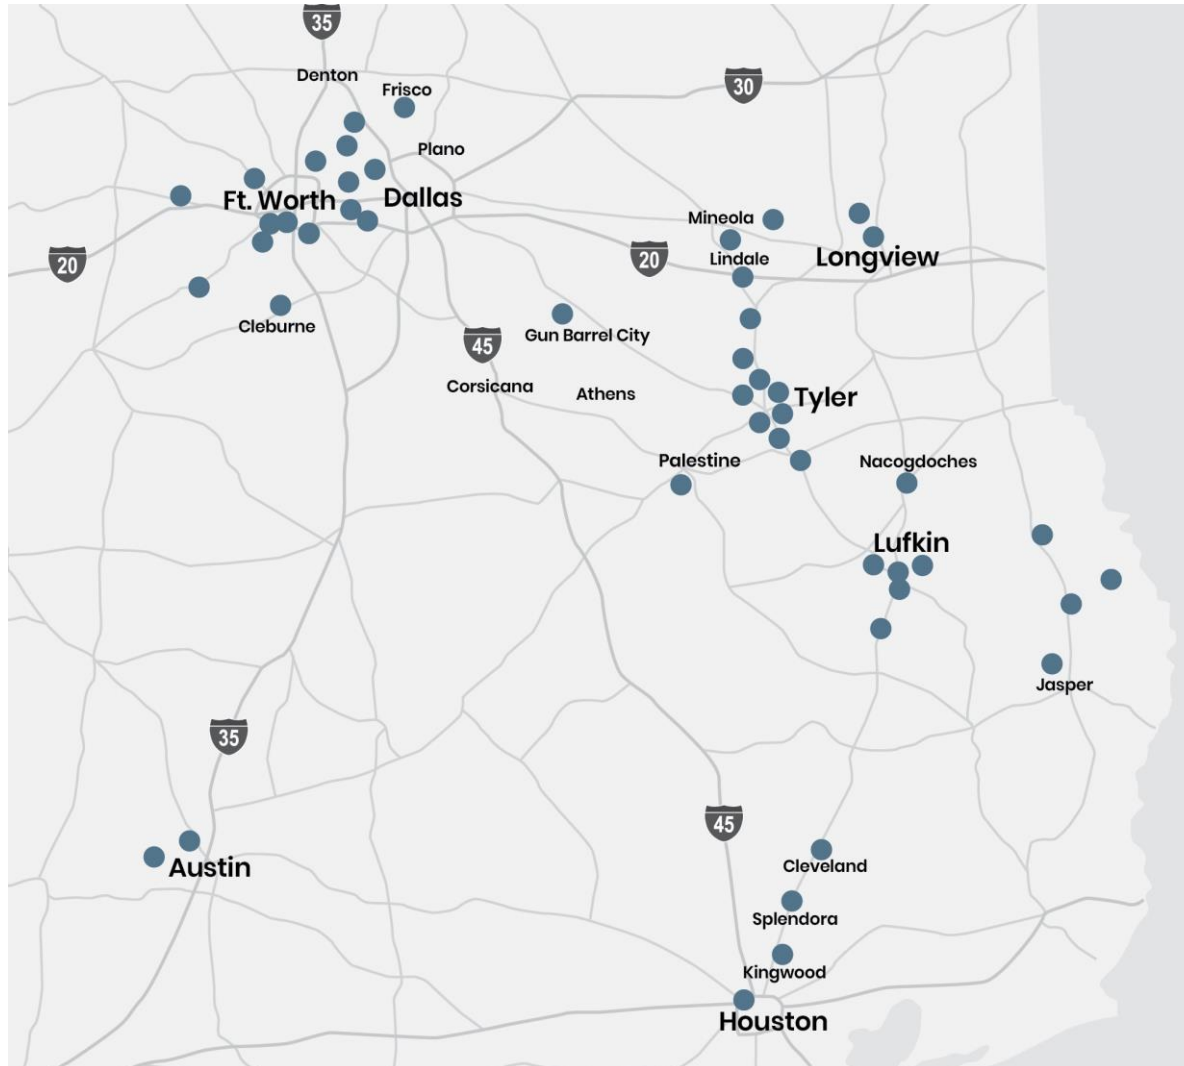 35
Denton
Frisco
30
Plano
Ft. Worth
Dallas
Mineola
20
20
Lindale
Longview
Cleburne
Gun Barrel City
45
Corsicana
Athens
Tyler
Palestine
Nacogdoches
Lufkin
Jasper
35
45
Austin
Cleveland
Splendora
Kingwood
Houston